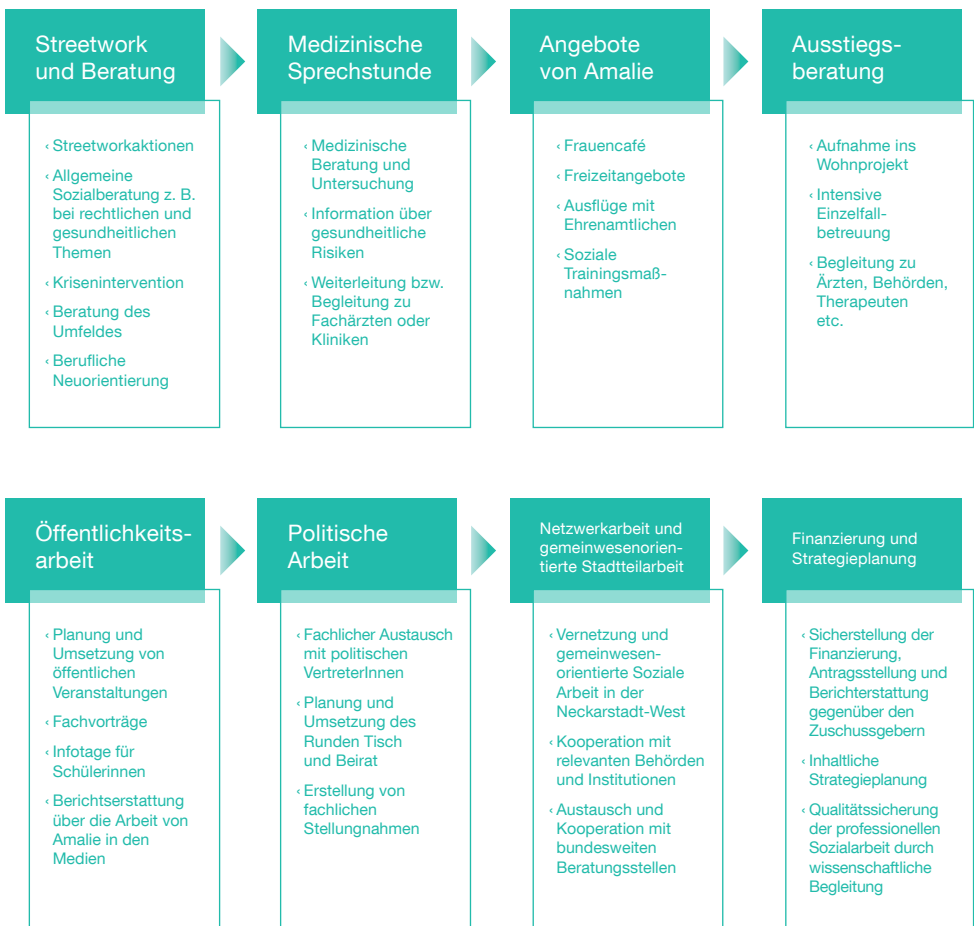 Streetwork
und Beratung
‹ Streetworkaktionen
‹ Allgemeine
Sozialberatung z. B.
bei rechtlichen und
gesundheitlichen
Themen
‹ Krisenintervention
‹ Beratung des
Umfeldes
‹ Berufliche
Neuorientierung
Medizinische
Sprechstunde
‹ Medizinische
Beratung und
Untersuchung
‹ Information über
gesundheitliche
Risiken
‹ Weiterleitung bzw.
Begleitung zu
Fachärzten oder
Kliniken
Angebote
von Amalie
‹ Frauencafé
‹ Freizeitangebote
‹ Ausflüge mit
Ehrenamtlichen
‹ Soziale
Trainingsmaß-
nahmen
Ausstiegs-
beratung
‹ Aufnahme ins
Wohnprojekt
‹ Intensive
Einzelfall-
betreuung
‹ Begleitung zu
Ärzten, Behörden,
Therapeuten
etc.
Öffentlichkeits-
arbeit
‹ Planung und
Umsetzung von
öffentlichen
Veranstaltungen
‹ Fachvorträge
‹ Infotage für
Schülerinnen
‹ Berichtserstattung
über die Arbeit von
Amalie in den
Medien
Politische
Arbeit
‹ Fachlicher Austausch
mit politischen
VertreterInnen
‹ Planung und
Umsetzung des
Runden Tisch
und Beirat
‹ Erstellung von
fachlichen
Stellungnahmen
Netzwerkarbeit und
gemeinwesenorien-
tierte Stadtteilarbeit
‹ Vernetzung und
gemeinwesen-
orientierte Soziale
Arbeit in der
Neckarstadt-West
‹ Kooperation mit
relevanten Behörden
und Institutionen
‹ Austausch und
Kooperation mit
bundesweiten
Beratungsstellen
Finanzierung und
Strategieplanung
‹ Sicherstellung der
Finanzierung,
Antragsstellung und
Berichterstattung
gegenüber den
Zuschussgebern
‹ Inhaltliche
Strategieplanung
‹ Qualitätssicherung
der professionellen
Sozialarbeit durch
wissenschaftliche
Begleitung